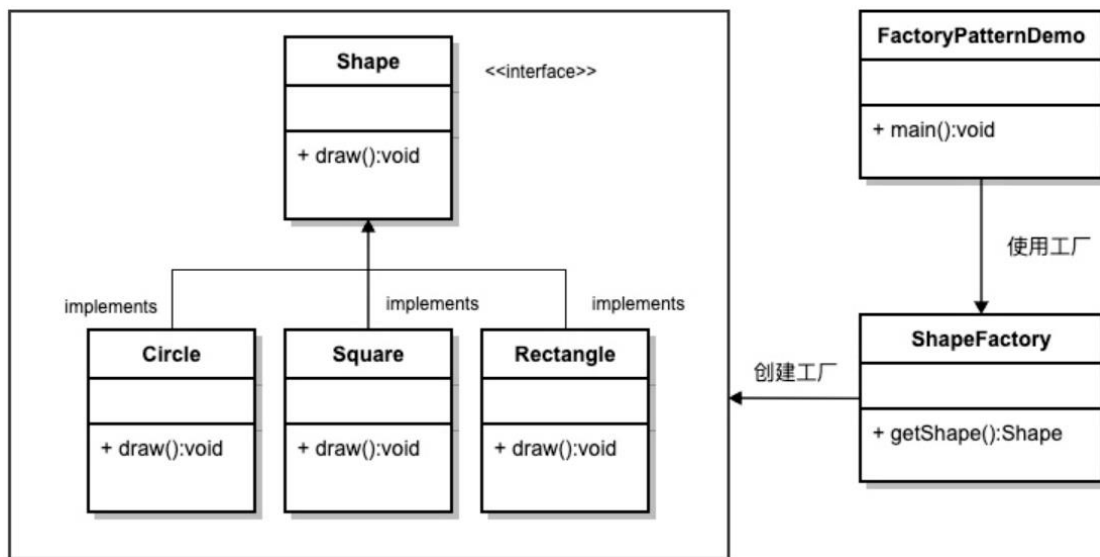 Shape
<<interface>>
+ draw():void
implements
implements
implements
Circle
+ draw():void
Square
+ draw():void
Rectangle
+ draw():void
FactoryPatternDemo
+ main():void
使用工厂
ShapeFactory
创建工厂
+ getShape():Shape